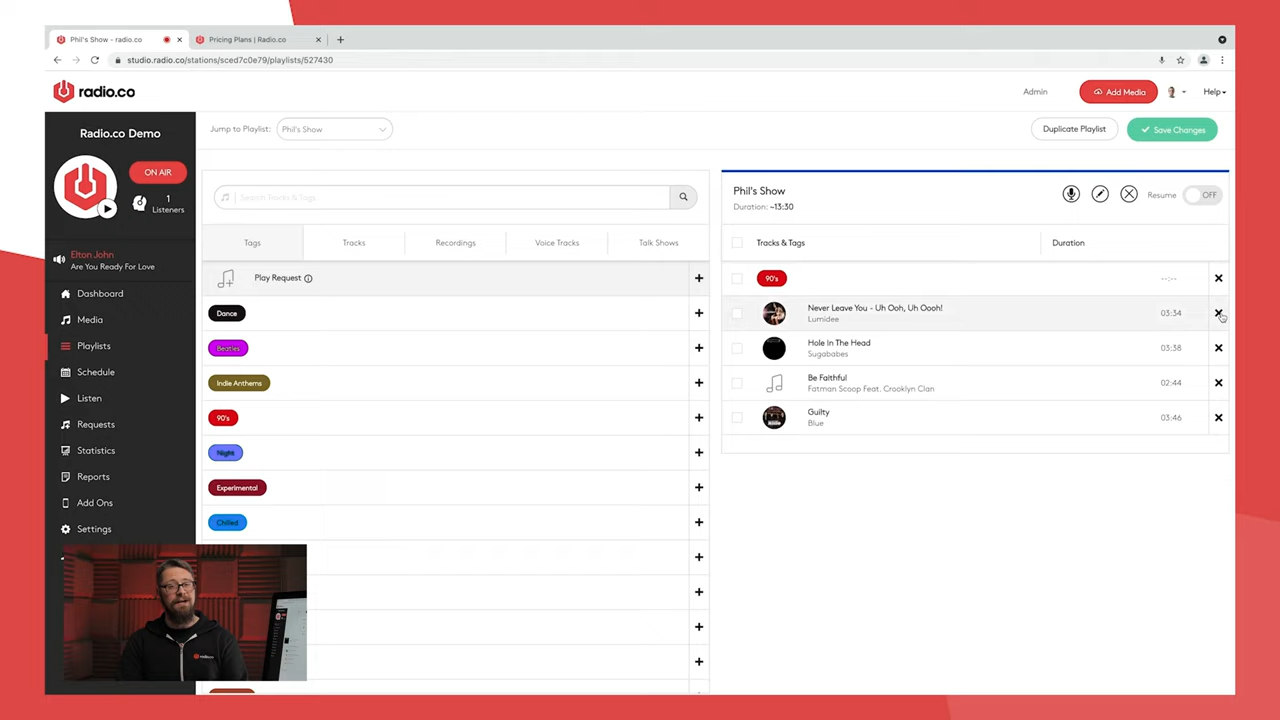 Phil's Show - radio.co
Pricing Plans | Radio.co
studio.radio.co/stations/sced7c0e79/playlists/527430
radio.co
Admin
Add Media
Help
Radio.co Demo
ON AIR
1
Listeners
Elton John
Are You Ready For Love
Dashboard
Media
Playlists
Schedule
Listen
Requests
Statistics
Reports
Add Ons
Settings
Jump to Playlist:
Phil's Show
Duplicate Playlist
Save Changes
Search Tracks & Tags
Tags
Tracks
Recordings
Voice Tracks
Talk Shows
Play Request
Dance
Beatles
Indie Anthems
90's
Night
Experimental
Chilled
Phil's Show
Duration: ~13:30
Resume
OFF
Tracks & Tags
Duration
90's
--:--
Never Leave You - Uh Ooh, Uh Oooh!
Lumidee
03:34
Hole In The Head
Sugababes
03:38
Be Faithful
Fatman Scoop Feat. Crooklyn Clan
02:44
Guilty
Blue
03:46
radio.co